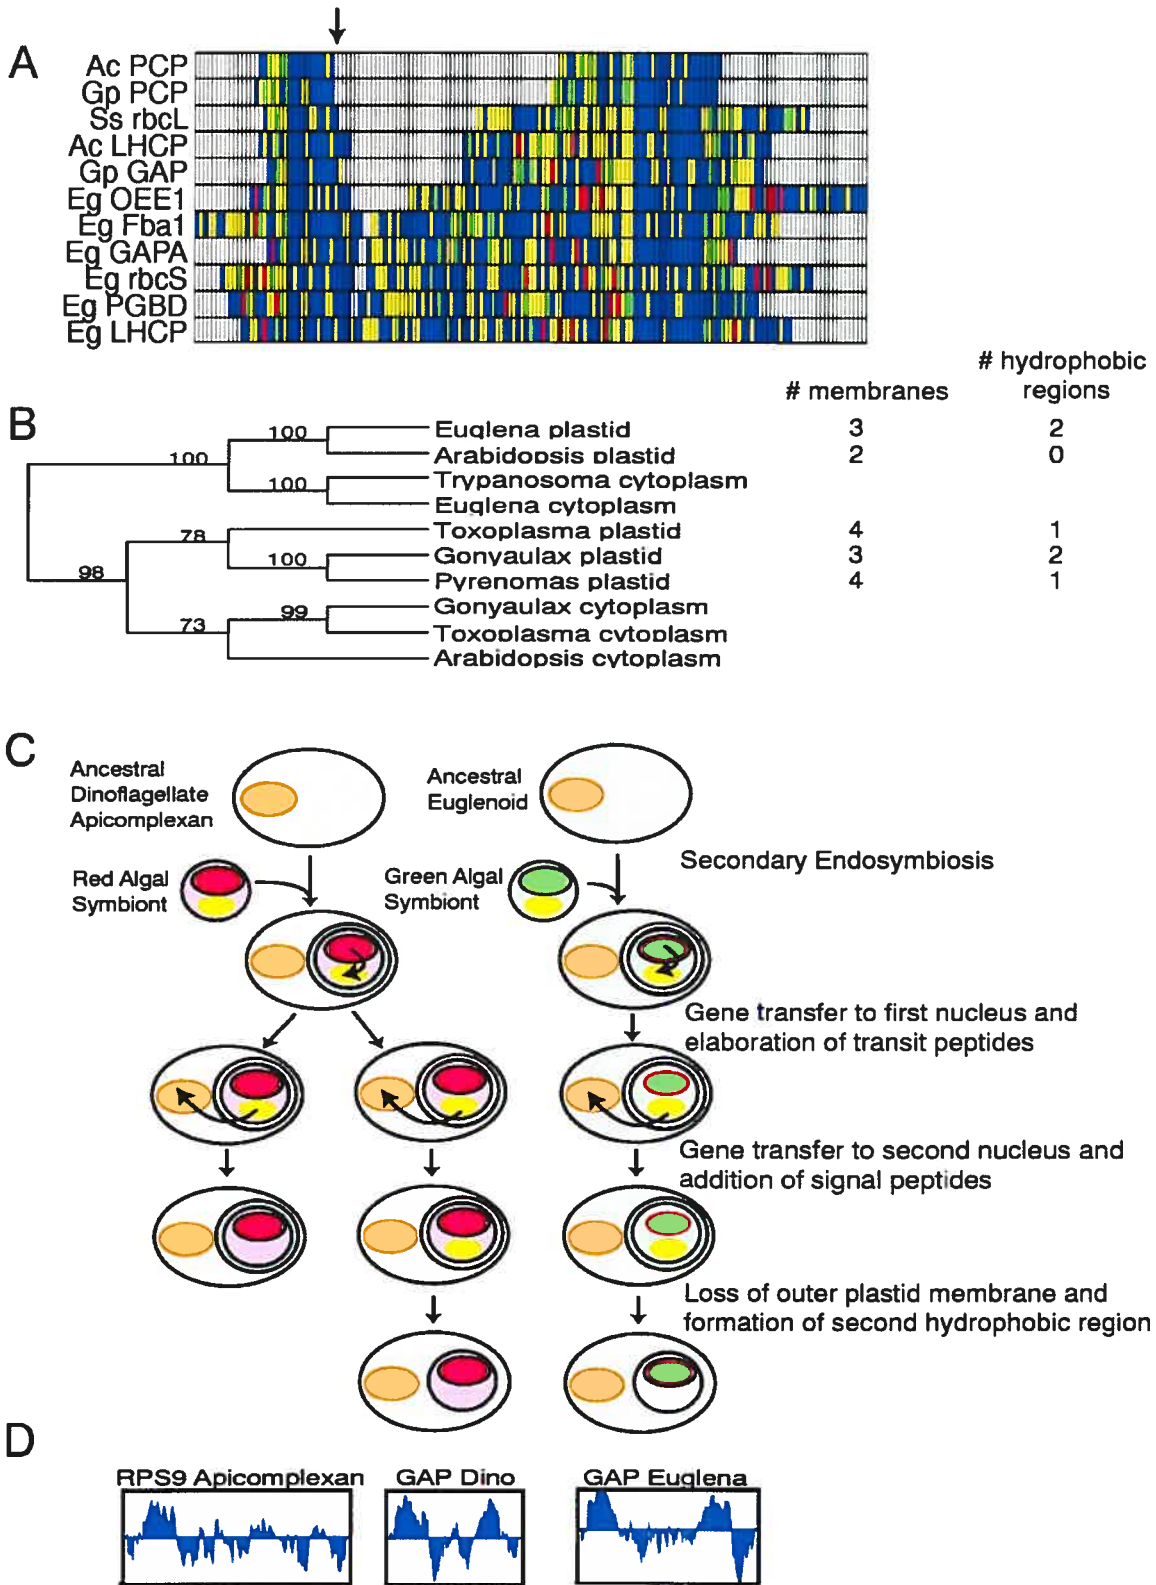 A
Ac PCP
Gp PCP
Ss rbcL
Ac LHCP
Gp GAP
Eg OEE1
Eg Fba1
Eg GAPA
Eg rbcS
Eg PGBD
Eg LHCP
# membranes
# hydrophobic regions
B
100 Euglena plastid 3 2
100 Arabidopsis plastid 2 0
100 Trypanosoma cytoplasm
Euglena cytoplasm
78 Toxoplasma plastid 4 1
100 Gonyaulax plastid 3 2
98 Pyrenomas plastid 4 1
99 Gonyaulax cytoplasm
73 Toxoplasma cytoplasm
Arabidopsis cytoplasm
C
Ancestral
Dinoflagellate
Apicomplexan
Ancestral
Euglenoid
Secondary Endosymbiosis
Red Algal
Symbiont
Green Algal
Symbiont
Gene transfer to first nucleus and
elaboration of transit peptides
Gene transfer to second nucleus and
addition of signal peptides
Loss of outer plastid membrane and
formation of second hydrophobic region
D
RPS9 Apicomplexan
GAP Dino
GAP Euglena